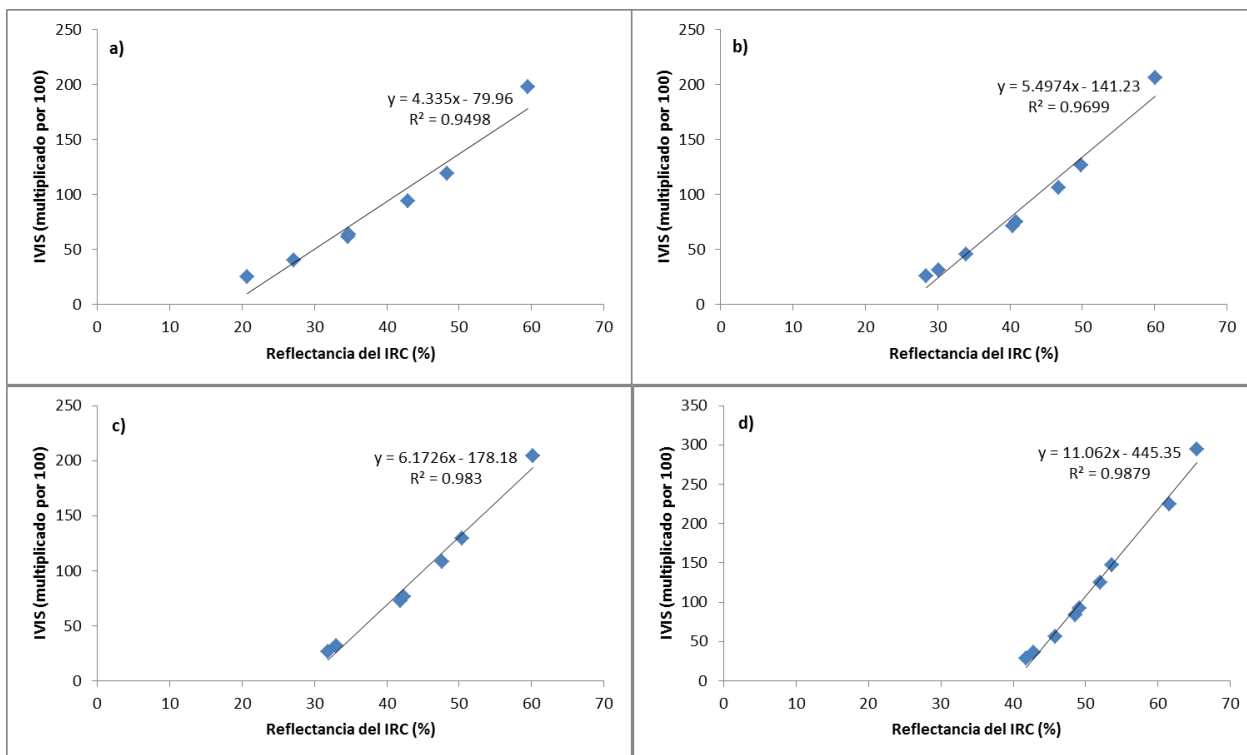 a)
IVIS (multiplicado por 100)
250
200
150
100
50
0
y = 4.335x - 79.96
R² = 0.9498
0 10 20 30 40 50 60 70
Reflectancia del IRC (%)
b)
IVIS (multiplicado por 100)
250
200
150
100
50
0
y = 5.4974x - 141.23
R² = 0.9699
0 10 20 30 40 50 60 70
Reflectancia del IRC (%)
c)
IVIS (multiplicado por 100)
250
200
150
100
50
0
y = 6.1726x - 178.18
R² = 0.983
0 10 20 30 40 50 60 70
Reflectancia del IRC (%)
d)
IVIS (multiplicado por 100)
350
300
250
200
150
100
50
0
y = 11.062x - 445.35
R² = 0.9879
0 10 20 30 40 50 60 70
Reflectancia del IRC (%)